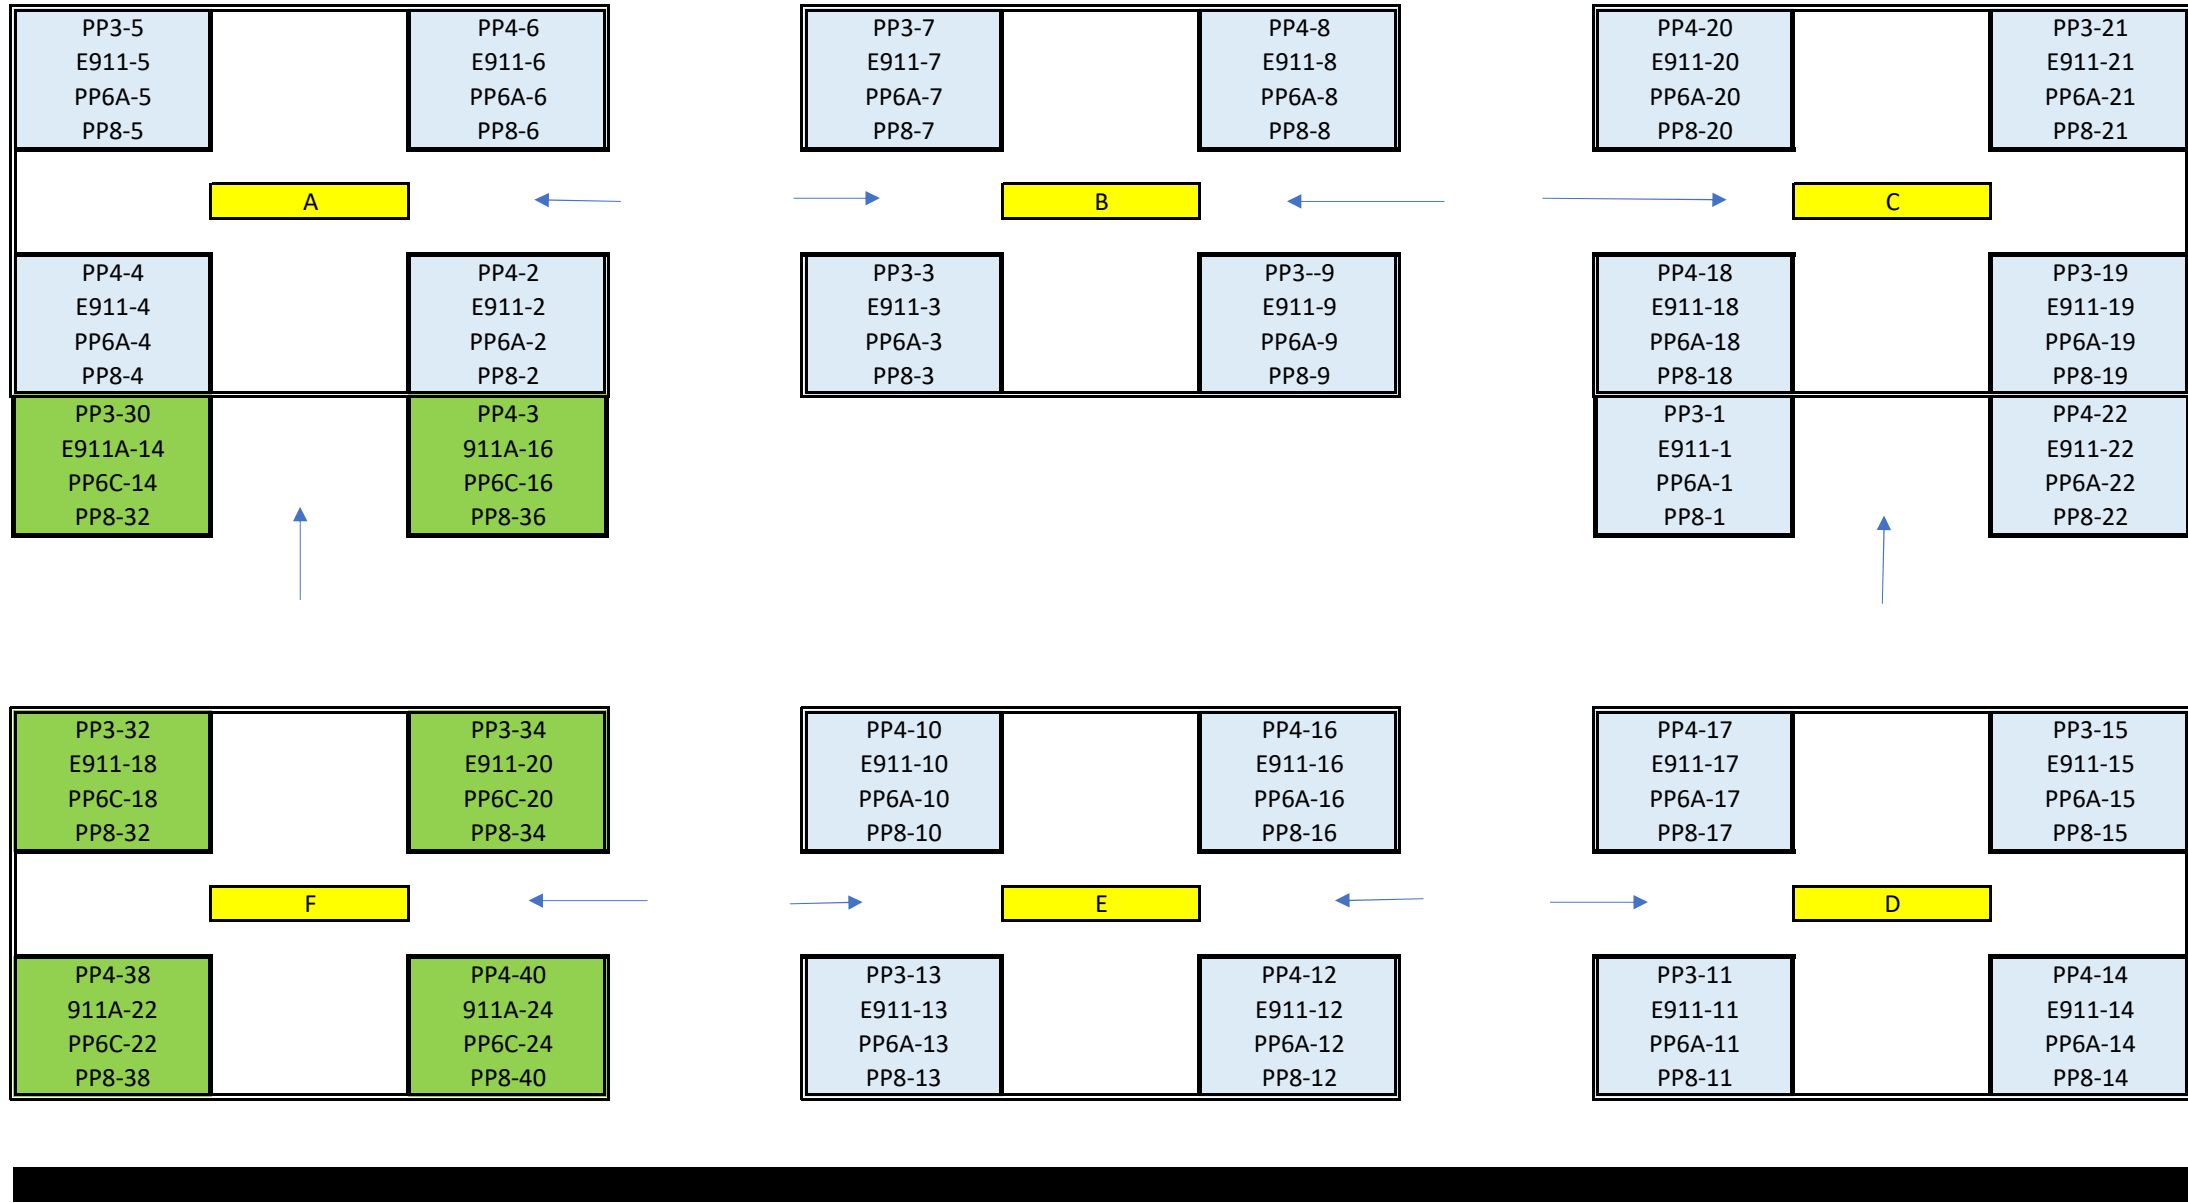 PP3-5 PP4-6 PP3-7 PP4-8 PP4-20 PP3-21
E911-5 E911-6 E911-7 E911-8 E911-20 E911-21
PP6A-5 PP6A-6 PP6A-7 PP6A-8 PP6A-20 PP6A-21
PP8-5 PP8-6 PP8-7 PP8-8 PP8-20 PP8-21
A B C
PP4-4 PP4-2 PP3-3 PP3--9 PP4-18 PP3-19
E911-4 E911-2 E911-3 E911-9 E911-18 E911-19
PP6A-4 PP6A-2 PP6A-3 PP6A-9 PP6A-18 PP6A-19
PP8-4 PP8-2 PP8-3 PP8-9 PP8-18 PP8-19
PP3-30 PP4-3 PP3-1 PP4-22
E911A-14 911A-16 E911-1 E911-22
PP6C-14 PP6C-16 PP6A-1 PP6A-22
PP8-32 PP8-36 PP8-1 PP8-22
PP3-32 PP3-34 PP4-10 PP4-16 PP4-17 PP3-15
E911-18 E911-20 E911-10 E911-16 E911-17 E911-15
PP6C-18 PP6C-20 PP6A-10 PP6A-16 PP6A-17 PP6A-15
PP8-32 PP8-34 PP8-10 PP8-16 PP8-17 PP8-15
F E D
PP4-38 PP4-40 PP3-13 PP4-12 PP3-11 PP4-14
911A-22 911A-24 E911-13 E911-12 E911-11 E911-14
PP6C-22 PP6C-24 PP6A-13 PP6A-12 PP6A-11 PP6A-14
PP8-38 PP8-40 PP8-13 PP8-12 PP8-11 PP8-14